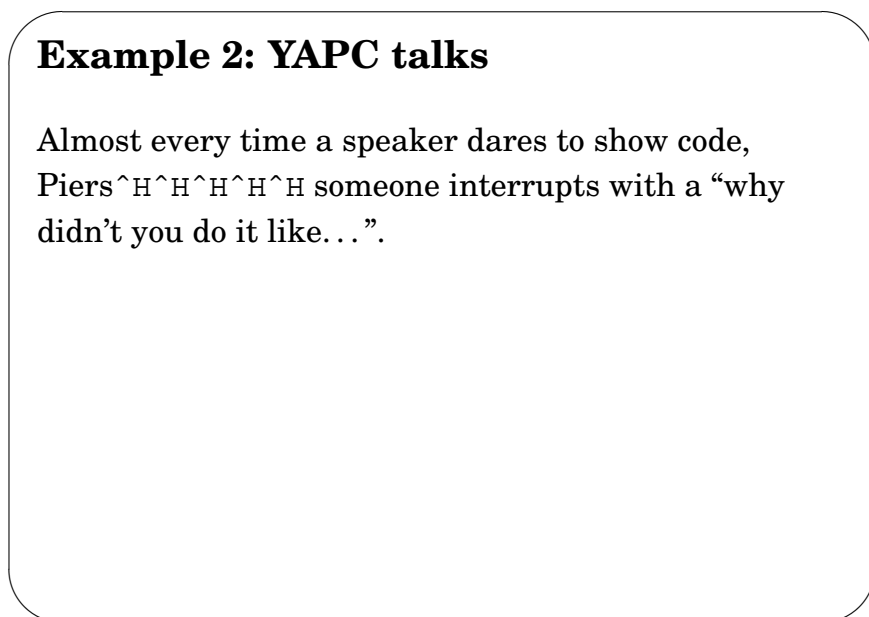 Example 2: YAPC talks
Almost every time a speaker dares to show code,
Piers^H^H^H^H^H someone interrupts with a “why
didn’t you do it like...”.